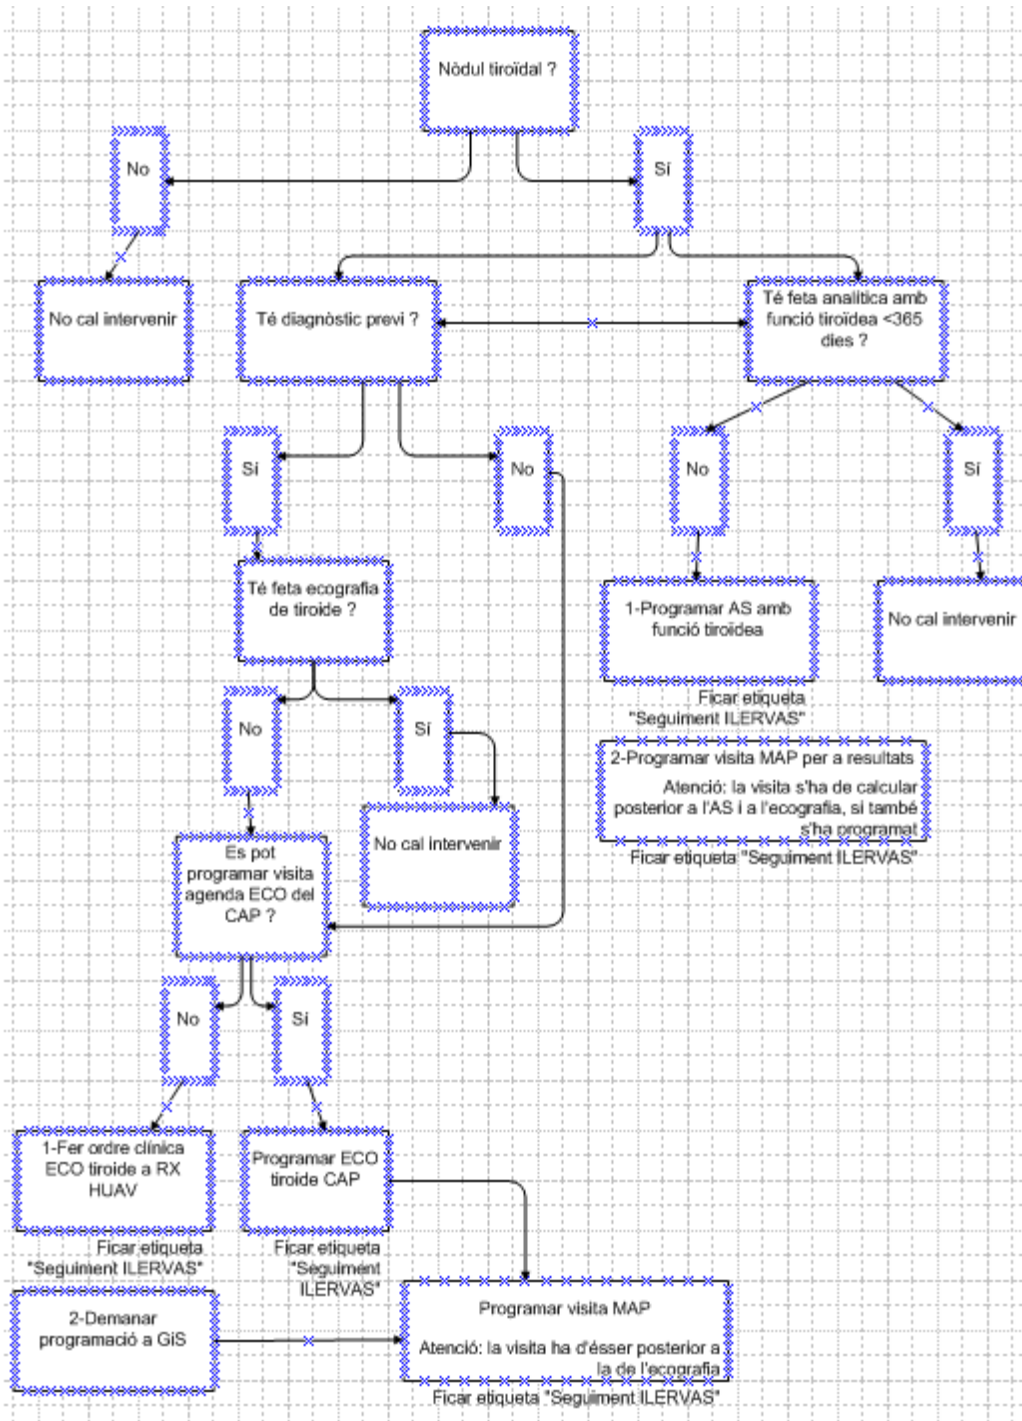 Nòdul tiroïdal ?
No
Sí
No cal intervenir
Té diagnòstic previ ?
Té feta analítica amb
funció tiroïdea <365
dies ?
Sí
No
No
Sí
Té feta ecografia
de tiroide ?
1-Programar AS amb
funció tiroïdea
No cal intervenir
Ficar etiqueta
"Seguiment ILERVAS"
No
Sí
2-Programar visita MAP per a resultats
Atenció: la visita s'ha de calcular
posterior a l'AS i a l'ecografia, si també
s'ha programat
Ficar etiqueta "Seguiment ILERVAS"
No cal intervenir
Es pot
programar visita
agenda ECO del
CAP ?
No
Sí
1-Fer ordre clínica
ECO tiroide a RX
HUAV
Programar ECO
tiroide CAP
Ficar etiqueta
"Seguiment ILERVAS"
Ficar etiqueta
"Seguiment
ILERVAS"
2-Demanar
programació a GiS
Programar visita MAP
Atenció: la visita ha d'ésser posterior a
la de l'ecografia
Ficar etiqueta "Seguiment ILERVAS"